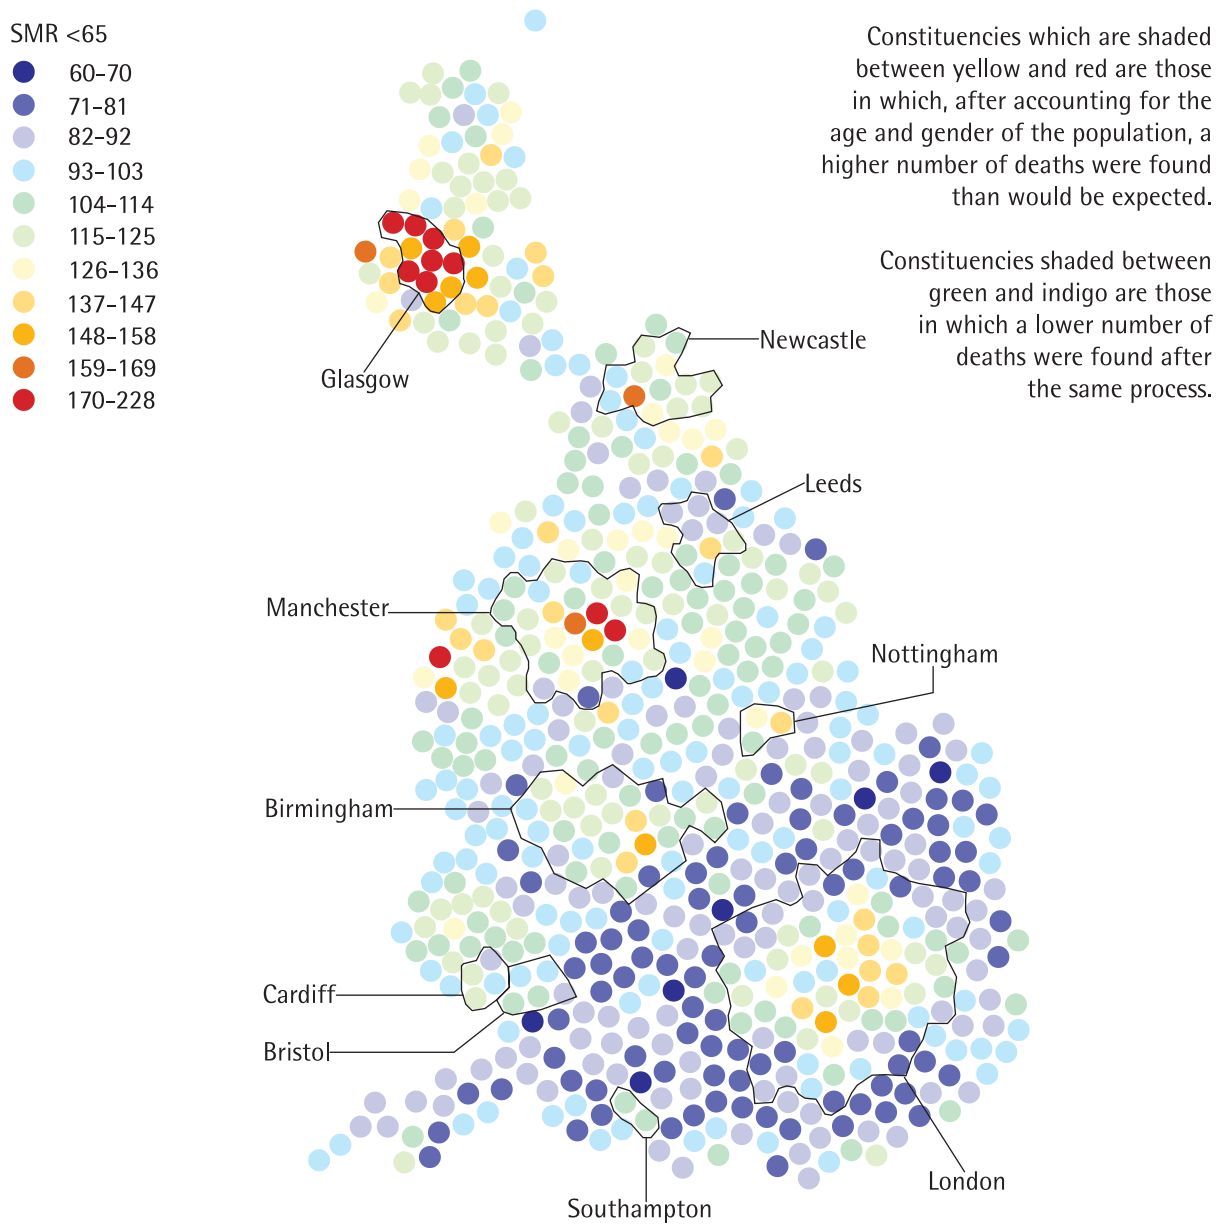 SMR <65
60–70
71–81
82–92
93–103
104–114
115–125
126–136
137–147
148–158
159–169
170–228
Constituencies which are shaded
between yellow and red are those
in which, after accounting for the
age and gender of the population, a
higher number of deaths were found
than would be expected.
Constituencies shaded between
green and indigo are those
in which a lower number of
deaths were found after
the same process.
Newcastle
Glasgow
Leeds
Manchester
Nottingham
Birmingham
Cardiff
Bristol
London
Southampton